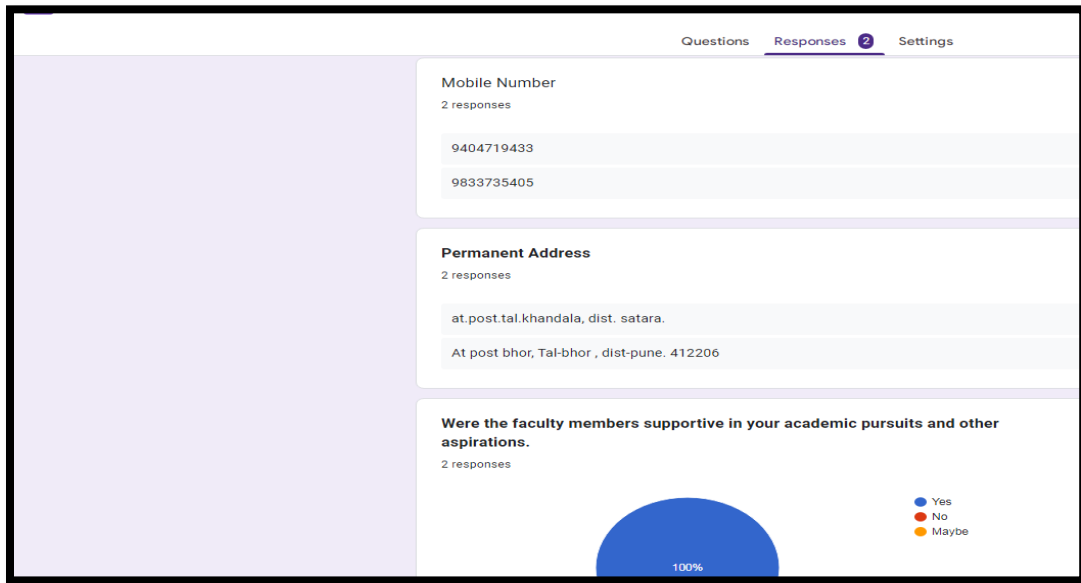 Questions Responses 2 Settings
Mobile Number
2 responses
9404719433
9833735405
Permanent Address
2 responses
at.post.tal.khandala, dist. satara.
At post bhor, Tal-bhor , dist-pune. 412206
Were the faculty members supportive in your academic pursuits and other
aspirations.
2 responses
Yes
No
Maybe
100%